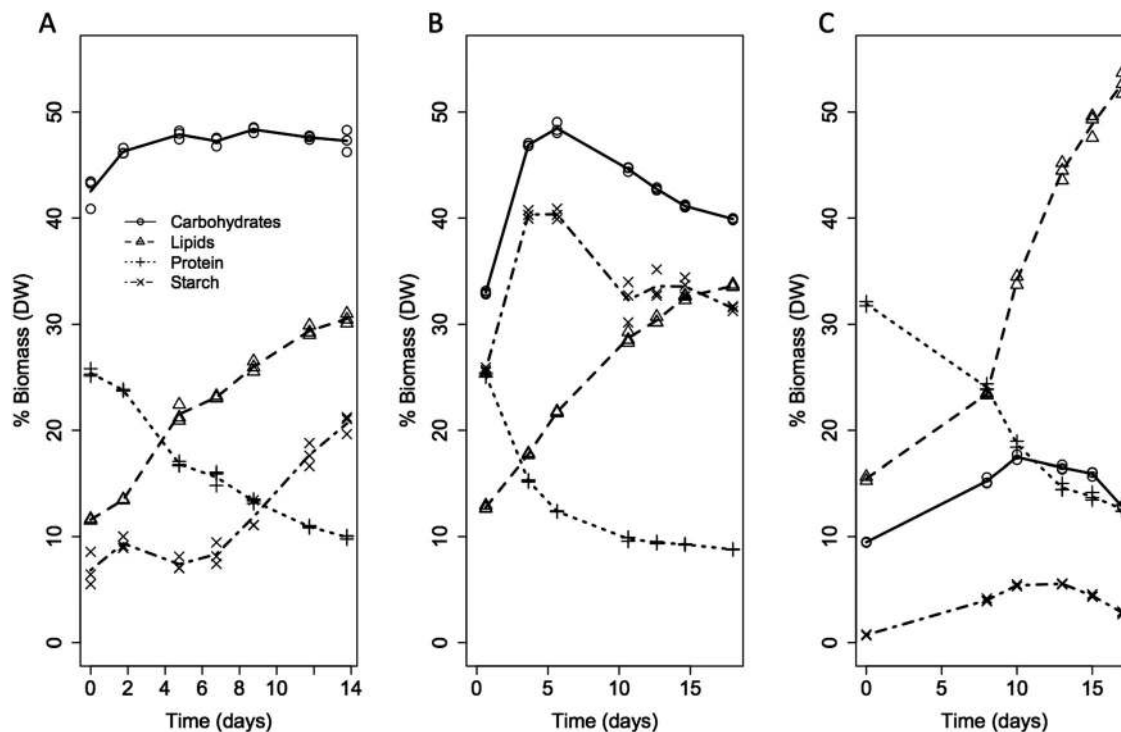 A
B
C
% Biomass (DW)
50
40
30
20
10
0
Carbohydrates
Lipids
Protein
Starch
0 2 4 6 8 10 12 14
Time (days)
% Biomass (DW)
50
40
30
20
10
0
0 5 10 15
Time (days)
% Biomass (DW)
50
40
30
20
10
0
0 5 10 15
Time (days)